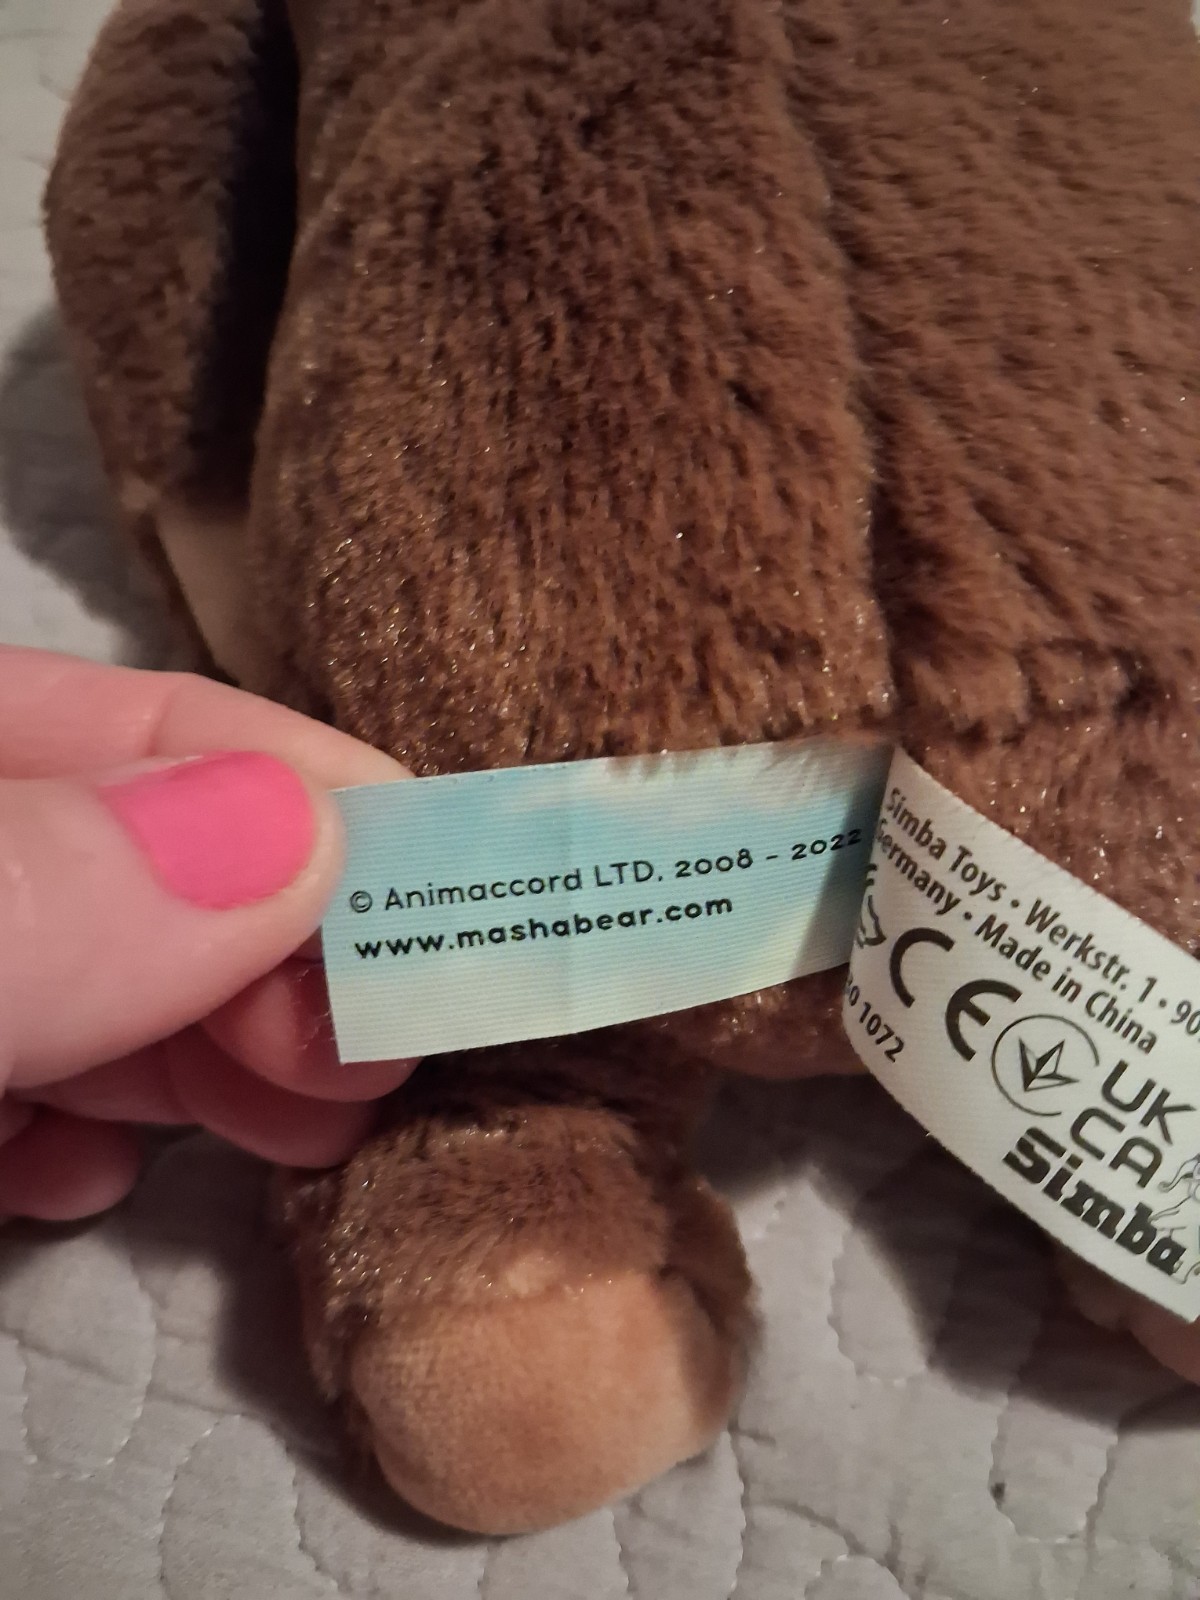 © Animaccord LTD, 2008 - 2022
www.mashabear.com
Simba Toys • Werkstr. 1 •
Germany • Made in China
CE
UK
CA
1072
Simba